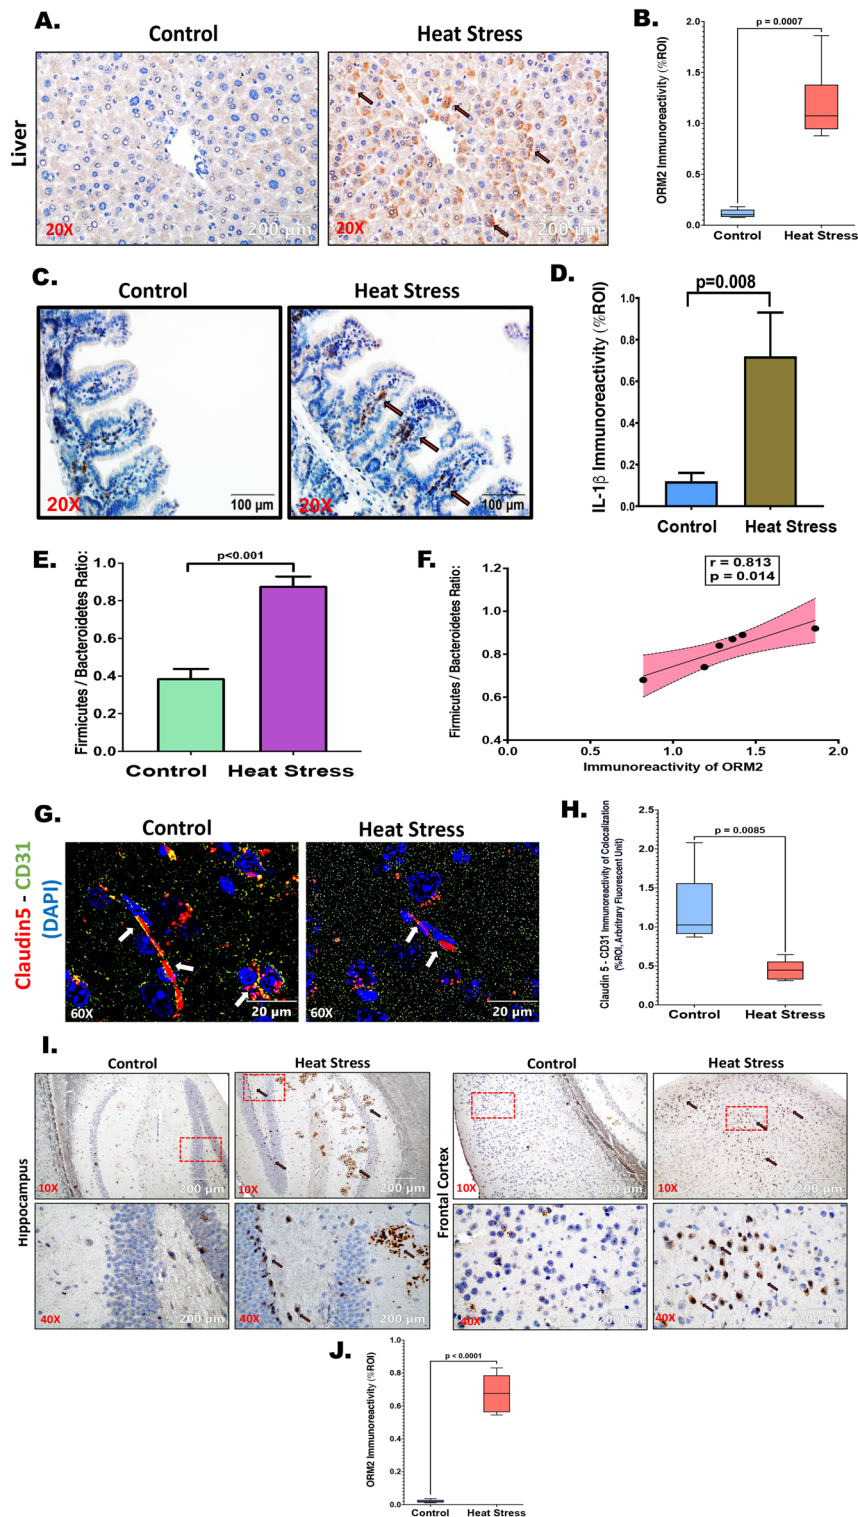 A.
Control
Heat Stress
Liver
20X
200 µm
20X
200 µm
B.
ORM2 Immunoreactivity (%ROI)
p = 0.0007
2.0
1.5
1.0
0.5
0.0
Control
Heat Stress
C.
Control
Heat Stress
20X
100 µm
20X
100 µm
D.
IL-1β Immunoreactivity (%ROI)
p=0.008
1.0
0.8
0.6
0.4
0.2
0.0
Control
Heat Stress
E.
Firmicutes / Bacteroidetes Ratio:
p<0.001
1.0
0.8
0.6
0.4
0.2
0.0
Control
Heat Stress
F.
Firmicutes / Bacteroidetes Ratio:
r = 0.813
p = 0.014
1.2
1.0
0.8
0.6
0.4
0.0
0.5
1.0
1.5
2.0
Immunoreactivity of ORM2
G.
Control
Heat Stress
Claudin5 - CD31
(DAPI)
60X
20 µm
60X
20 µm
H.
Claudin 5 - CD31 Immunoreactivity of Colocalization
(%ROI, Arbritrary Fluorescent Unit)
p = 0.0085
2.5
2.0
1.5
1.0
0.5
0.0
Control
Heat Stress
I.
Control
Heat Stress
Control
Heat Stress
Hippocampus
Frontal Cortex
10X
200 µm
10X
200 µm
10X
200 µm
10X
200 µm
40X
200 µm
40X
200 µm
40X
200 µm
40X
200 µm
J.
ORM2 Immunoreactivity (%ROI)
p < 0.0001
1.0
0.8
0.6
0.4
0.2
0.0
Control
Heat Stress